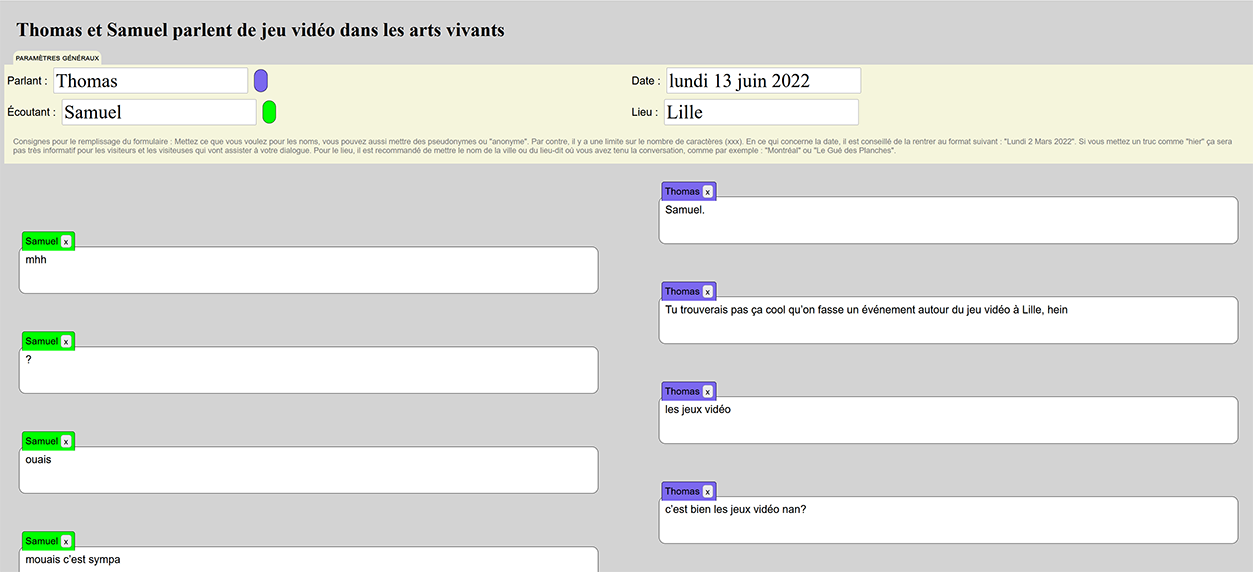 Thomas et Samuel parlent de jeu vidéo dans les arts vivants
PARAMÈTRES GÉNÉRAUX
Parlant : Thomas
Date : lundi 13 juin 2022
Écoutant : Samuel
Lieu : Lille
Consignes pour le remplissage du formulaire : Mettez ce que vous voulez pour les noms, vous pouvez aussi mettre des pseudonymes ou "anonyme". Par contre, il y a une limite sur le nombre de caractères (xxx). En ce qui concerne la date, il est conseillé de la rentrer au format suivant : "Lundi 2 Mars 2022". Si vous mettez un truc comme "hier" ça sera
pas très informatif pour les visiteurs et les visiteuses qui vont assister à votre dialogue. Pour le lieu, il est recommandé de mettre le nom de la ville ou du lieu-dit où vous avez tenu la conversation, comme par exemple : "Montréal" ou "Le Gué des Planches".
Thomas x
Samuel.
Samuel x
mhh
Thomas x
Tu trouverais pas ça cool qu'on fasse un événement autour du jeu vidéo à Lille, hein
Samuel x
?
Thomas x
les jeux vidéo
Samuel x
ouais
Thomas x
c'est bien les jeux vidéo nan?
Samuel x
mouais c'est sympa